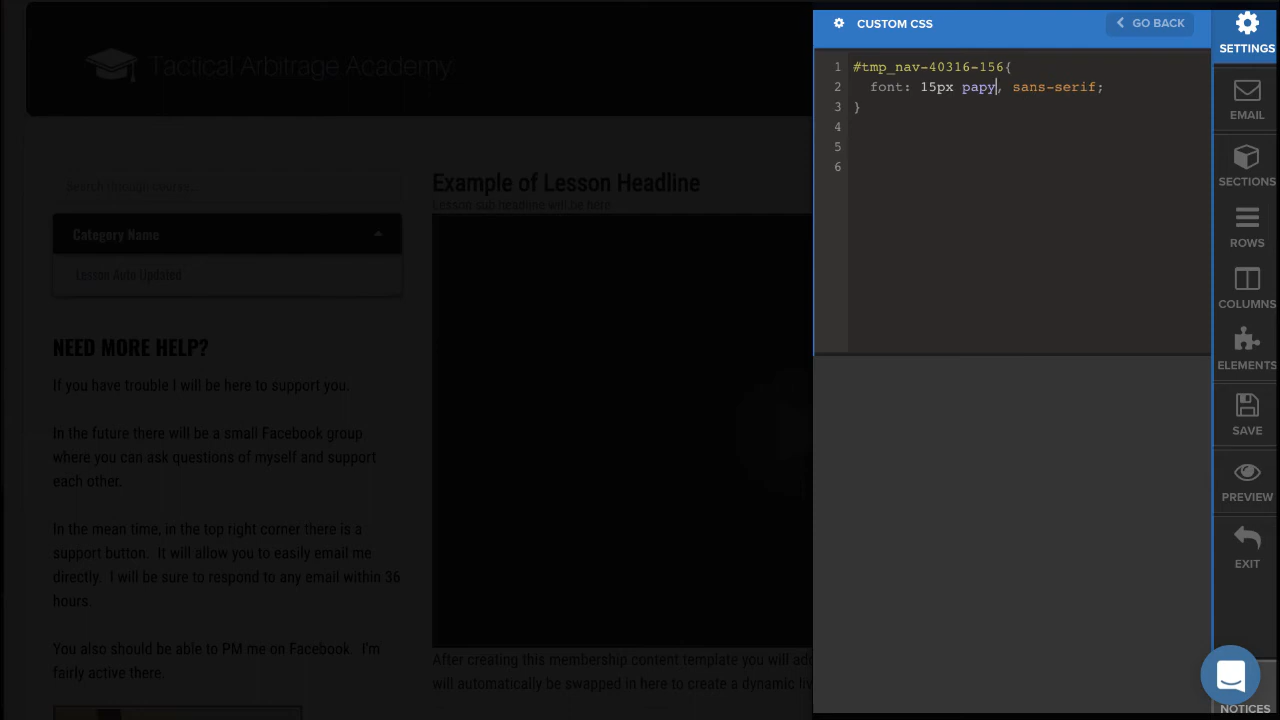 CUSTOM CSS
GO BACK
SETTINGS
1 #tmp_nav-40316-156{
2 font: 15px papy, sans-serif;
3 }
4
5
6
EMAIL
SECTIONS
ROWS
COLUMNS
ELEMENTS
SAVE
PREVIEW
EXIT
NOTICES
Tactical Arbitrage Academy
Search through source...
Category Name
Lesson Auto Updated
NEED MORE HELP?
If you have trouble I will be here to support you.
In the future there will be a small Facebook group
where you can ask questions of myself and support
each other.
In the mean time, in the top right corner there is a
support button. It will allow you to easily email me
directly. I will be sure to respond to any email within 36
hours.
You also should be able to PM me on Facebook. I'm
fairly active there.
Example of Lesson Headline
Lesson sub headline will be here
After creating this membership content template you will
will automatically be swapped in here to create a dynamic